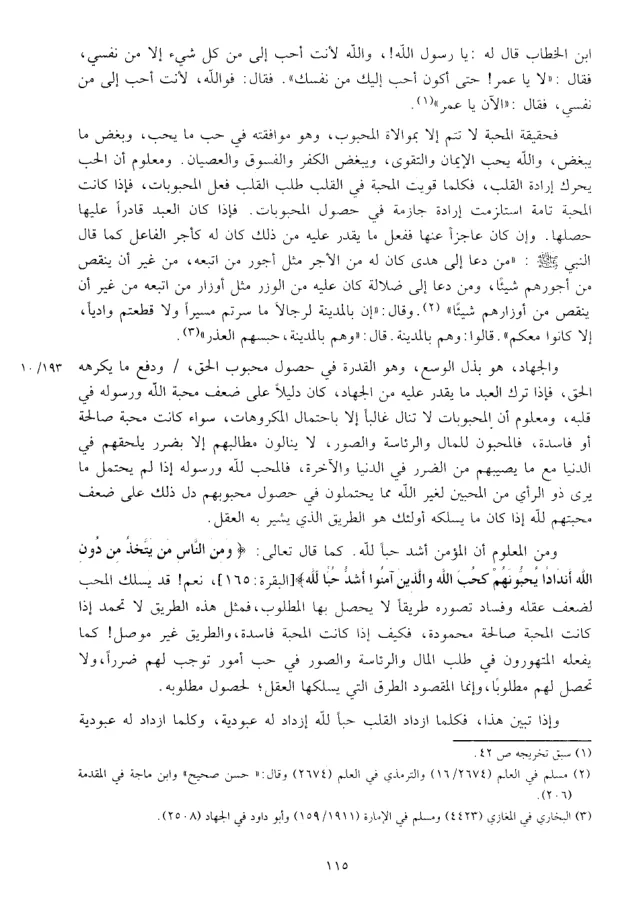 ابن الخطاب قال له :يا رسول الله!، والله لأنت أحب إلى من كل شيء إلا من نفسي،
فقال :«لا يا عمر! حتى أكون أحب إليك من نفسك». فقال: فوالله، لأنت أحب إلى من
نفسي، فقال :«الآن يا عمر»(١).
فحقيقة المحبة لا تتم إلا بموالاة المحبوب، وهو موافقته في حب ما يحب، وبغض ما
يبغض، والله يحب الإيمان والتقوى، ويبغض الكفر والفسوق والعصيان. ومعلوم أن الحب
يحرك إرادة القلب، فكلما قويت المحبة في القلب طلب القلب فعل المحبوبات، فإذا كانت
المحبة تامة استلزمت إرادة جازمة في حصول المحبوبات. فإذا كان العبد قادراً عليها
حصلها. وإن كان عاجزاً عنها ففعل ما يقدر عليه من ذلك كان له كأجر الفاعل كما قال
النبي ﷺ : «من دعا إلى هدى كان له من الأجر مثل أجور من اتبعه، من غير أن ينقص
من أجورهم شيئًا، ومن دعا إلى ضلالة كان عليه من الوزر مثل أوزار من اتبعه من غير أن
ينقص من أوزارهم شيئًا» (٢).وقال:«إن بالمدينة لرجالاً ما سرتم مسيراً ولا قطعتم وادياً،
إلا كانوا معكم». قالوا:وهم بالمدينة. قال:«وهم بالمدينة، حبسهم العذر»(٣).
والجهاد، هو بذل الوسع، وهو القدرة في حصول محبوب الحق، / ودفع ما يكرهه ١٠/١٩٣
الحق، فإذا ترك العبد ما يقدر عليه من الجهاد، كان دليلاً على ضعف محبة الله ورسوله في
قلبه، ومعلوم أن المحبوبات لا تنال غالباً إلا باحتمال المكروهات، سواء كانت محبة صالحة
أو فاسدة، فالمحبون للمال والرئاسة والصور، لا ينالون مطالبهم إلا بضرر يلحقهم في
الدنيا مع ما يصيبهم من الضرر في الدنيا والآخرة، فالمحب لله ورسوله إذا لم يحتمل ما
يرى ذو الرأي من المحبين لغير الله مما يحتملون في حصول محبوبهم دل ذلك على ضعف
محبتهم لله إذا كان ما يسلكه أولئك هو الطريق الذي يشير به العقل.
ومن المعلوم أن المؤمن أشد حباً لله. كما قال تعالى: ﴿ وَمِنَ النَّاسِ مَن يَتَّخِذُ مِن دُونِ
اللَّهِ أَندَادًا يُحِبُّونَهُمْ كَحُبِّ اللَّهِ وَالَّذِينَ آمَنُوا أَشَدُّ حُبًّا لِّلَّهِ﴾[البقرة:١٦٥]، نعم! قد يسلك المحب
لضعف عقله وفساد تصوره طريقاً لا يحصل بها المطلوب،فمثل هذه الطريق لا تحمد إذا
كانت المحبة صالحة محمودة، فكيف إذا كانت المحبة فاسدة،والطريق غير موصل! كما
يفعله المتهورون في طلب المال والرئاسة والصور في حب أمور توجب لهم ضرراً،ولا
تحصل لهم مطلوبًا،وإنما المقصود الطرق التي يسلكها العقل؛ لحصول مطلوبه.
وإذا تبين هذا، فكلما ازداد القلب حباً لله إزداد له عبودية، وكلما ازداد له عبودية
(١) سبق تخريجه ص ٤٢.
(٢) مسلم في العلم (١٦/٢٦٧٤) والترمذي في العلم (٢٦٧٤) وقال:« حسن صحيح» وابن ماجة في المقدمة
(٢٠٦).
(٣) البخاري في المغازي (٤٤٢٣) ومسلم في الإمارة (١٥٩/١٩١١) وأبو داود في الجهاد (٢٥٠٨).
١١٥